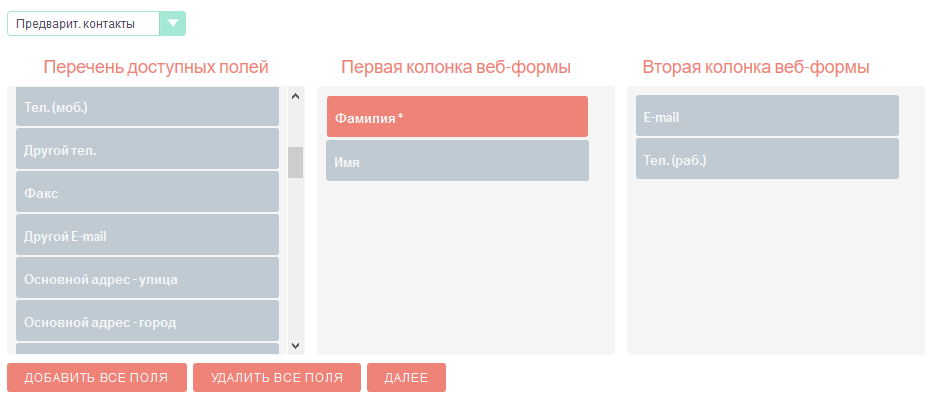 Предварит. контакты
Перечень доступных полей
Тел. (моб.)
Другой тел.
Факс
Другой E-mail
Основной адрес - улица
Основной адрес - город
Первая колонка веб-формы
Фамилия *
Имя
Вторая колонка веб-формы
E-mail
Тел. (раб.)
ДОБАВИТЬ ВСЕ ПОЛЯ
УДАЛИТЬ ВСЕ ПОЛЯ
ДАЛЕЕ